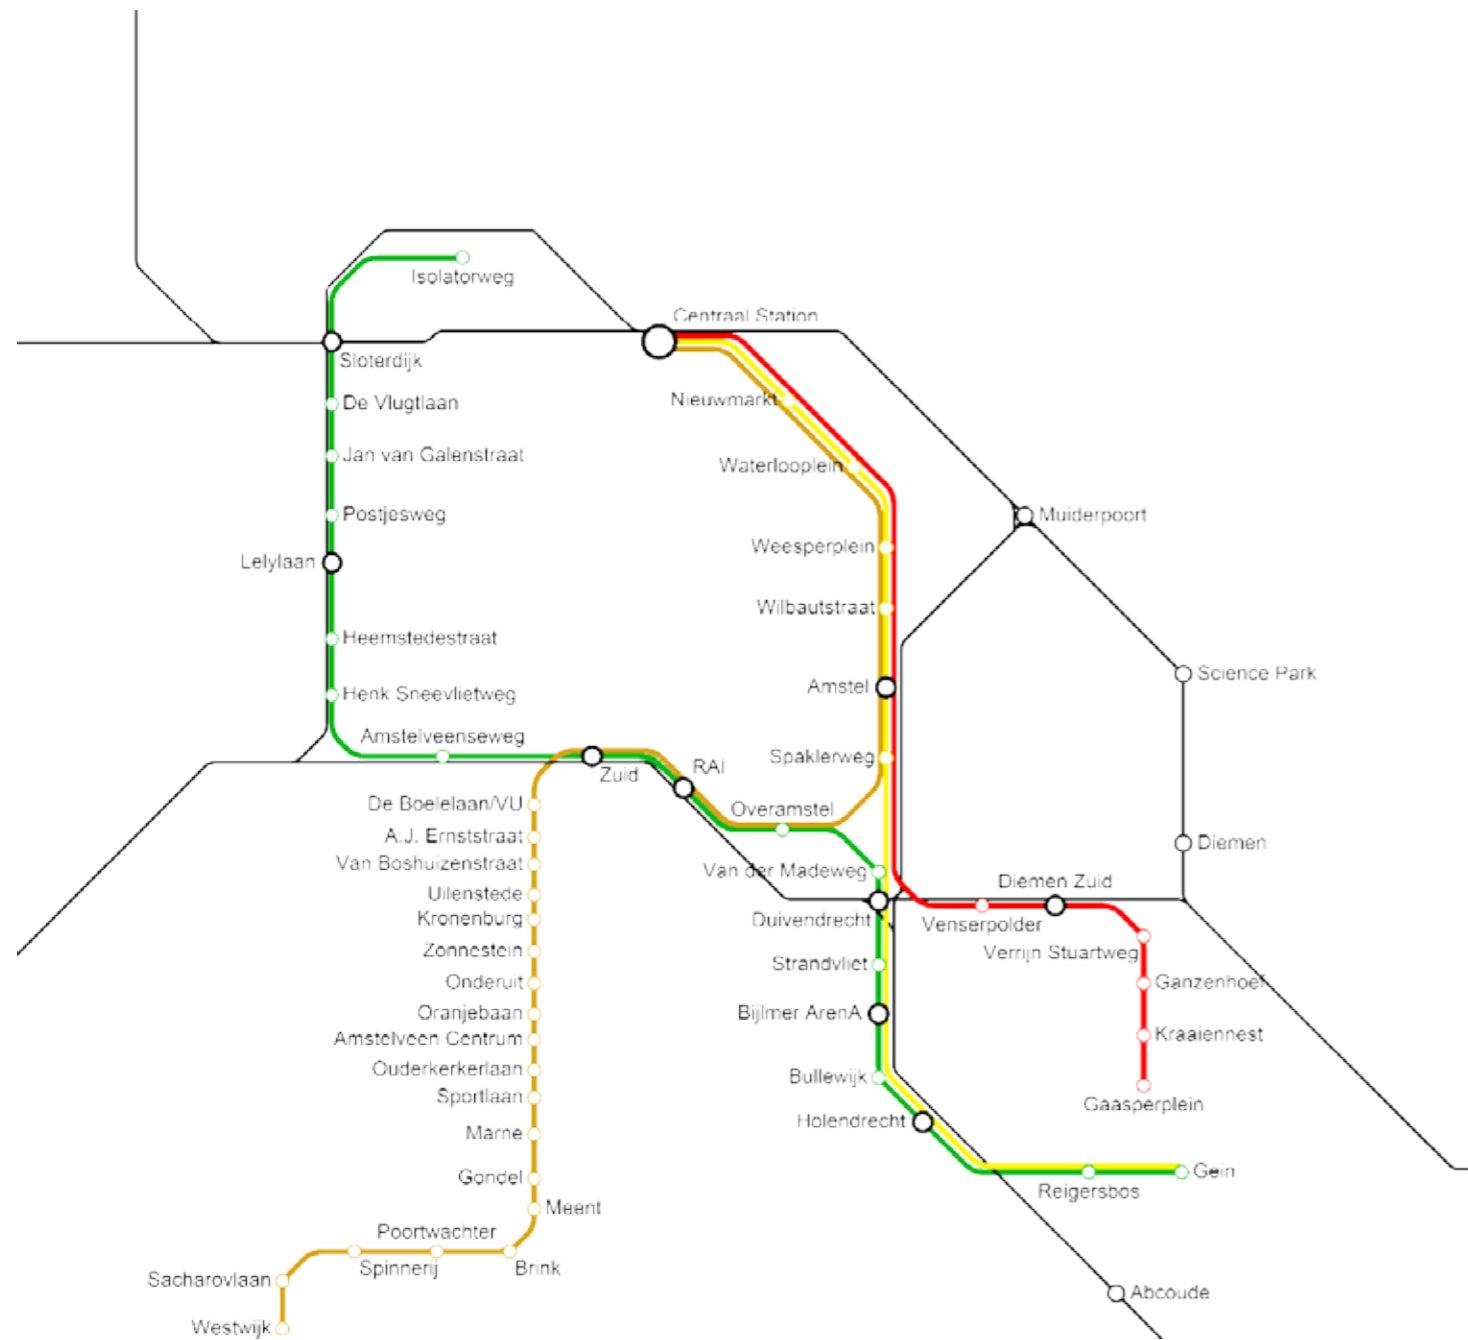 Isolatorweg
Centraal Station
Sloterdijk
De Vlugtlaan
Nieuwmarkt
Jan van Galenstraat
Waterlooplein
Postjesweg
Muiderpoort
Weesperplein
Lelylaan
Wilbautstraat
Heemstedestraat
Science Park
Amstel
Henk Sneevlietweg
Amstelveenseweg
Spaklerweg
RAI
Zuid
De Boelelaan/VU
Overamstel
A.J. Ernststraat
Diemen
Van Boshuizenstraat
Van der Madeweg
Diemen Zuid
Uilenstede
Kronenburg
Duivendrecht
Venserpolder
Zonnestein
Verrijn Stuartweg
Strandvliet
Onderuit
Ganzenhoef
Oranjebaan
Bijlmer ArenA
Kraaiennest
Amstelveen Centrum
Ouderkerkerlaan
Bullewijk
Sportlaan
Gaasperplein
Holendrecht
Marne
Gein
Gondel
Reigersbos
Meent
Poortwachter
Spinnerij
Brink
Sacharovlaan
Abcoude
Westwijk